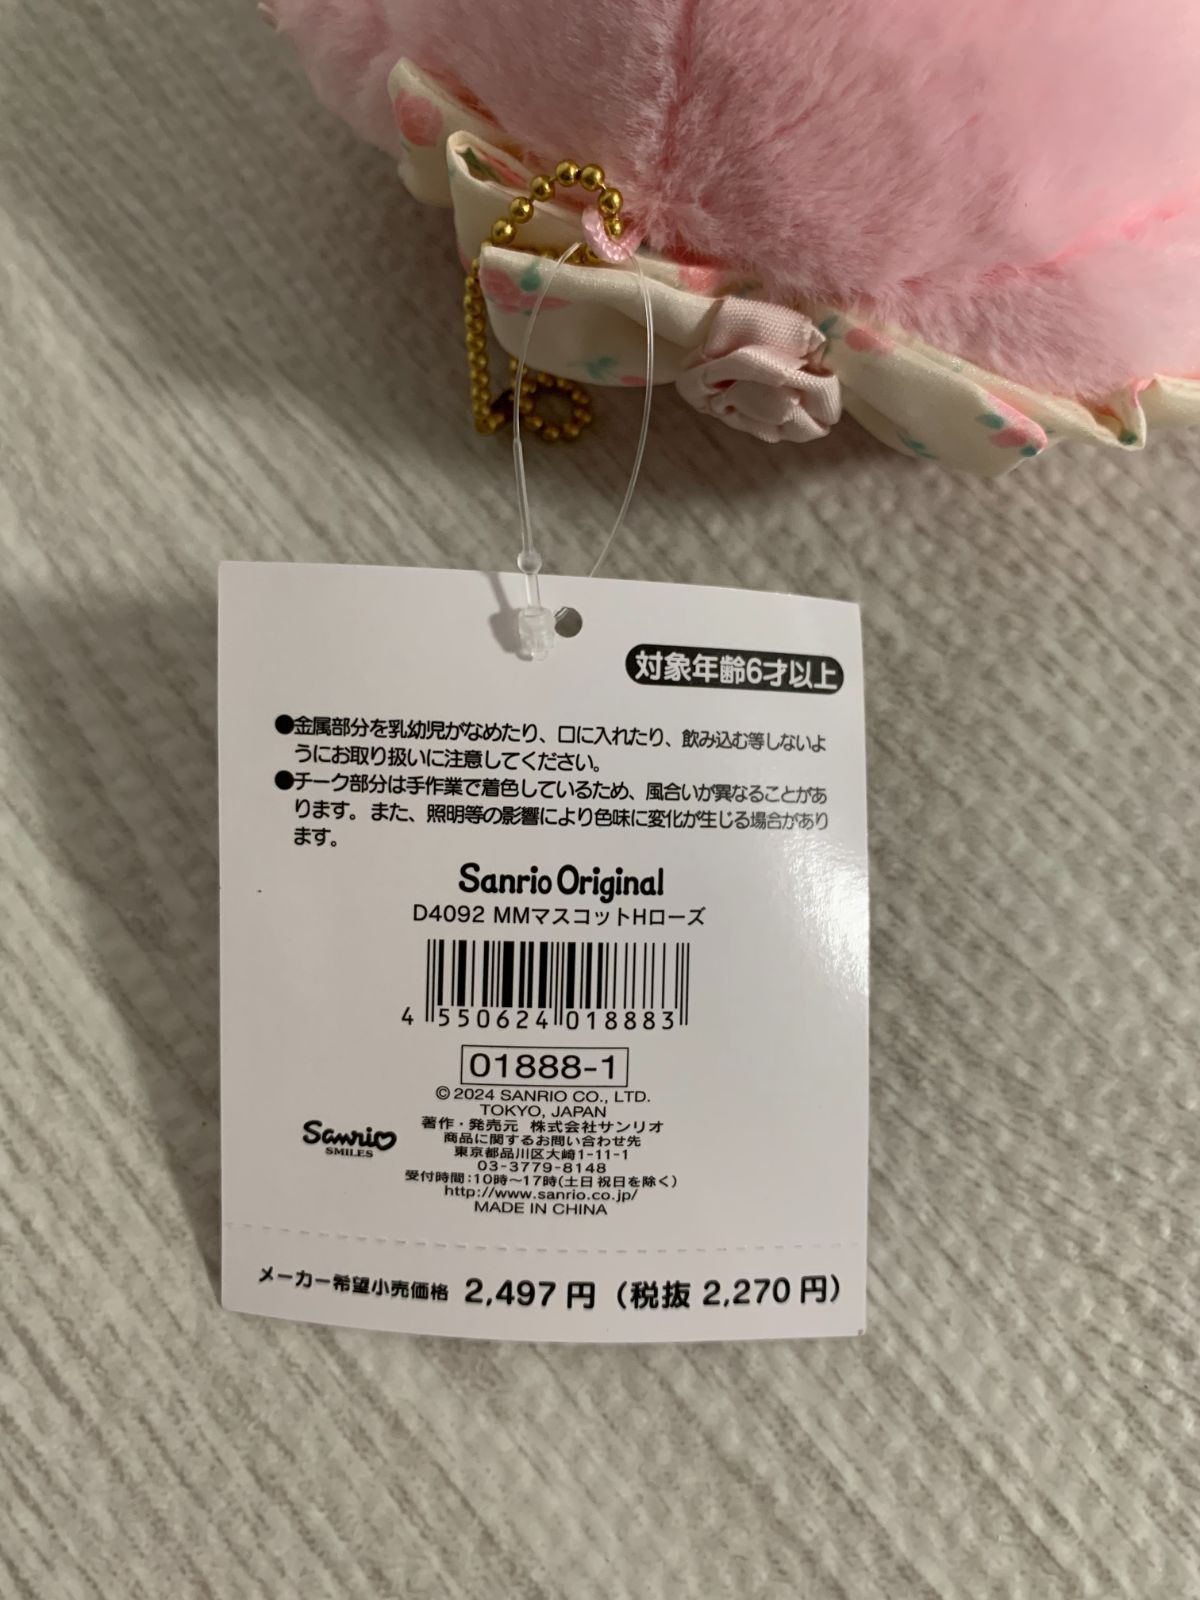 対象年齢6才以上
●金属部分を乳幼児がなめたり、口に入れたり、飲み込む等しないよ
うにお取り扱いに注意してください。
●チーク部分は手作業で着色しているため、風合いが異なることがあ
ります。また、照明等の影響により色味に変化が生じる場合があり
ます。
Sanrio Original
D4092 MMマスコットHローズ
4 550624 018883
01888-1
© 2024 SANRIO CO., LTD.
TOKYO, JAPAN
著作・発売元 株式会社サンリオ
商品に関するお問い合わせ先
東京都品川区大崎1-11-1
03-3779-8148
受付時間:10時〜17時(土日祝日を除く)
http://www.sanrio.co.jp/
MADE IN CHINA
Sanrio
SMILES
メーカー希望小売価格 2,497円(税抜 2,270円)